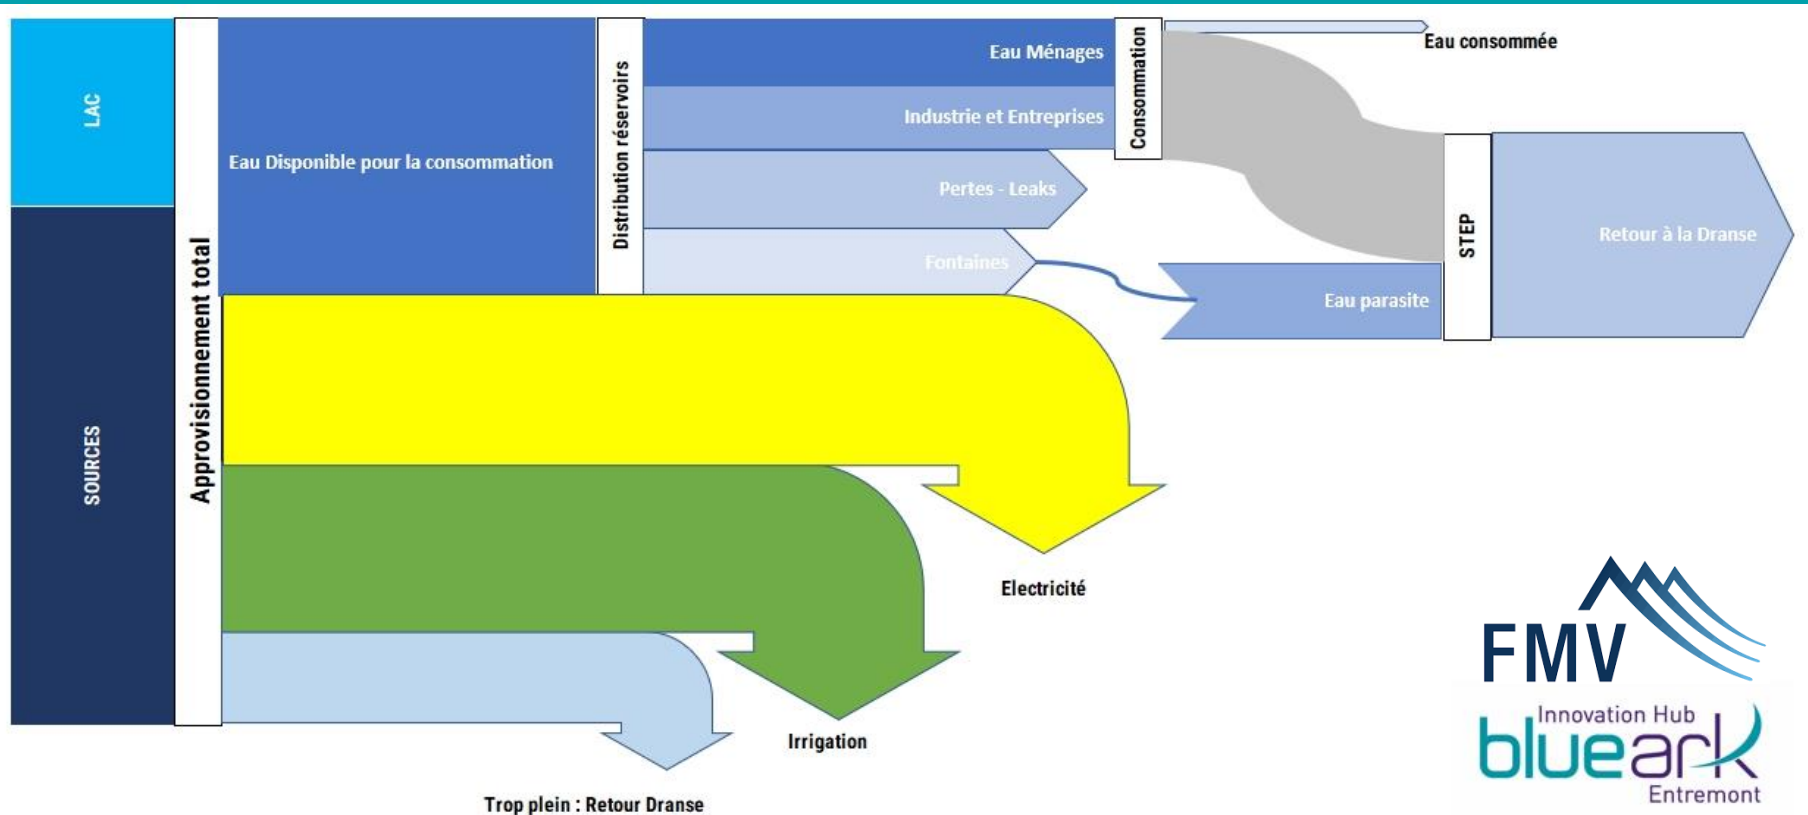 LAC
SOURCES
Approvisionnement total
Eau Disponible pour la consommation
Distribution réservoirs
Eau Ménages
Industrie et Entreprises
Pertes - Leaks
Fontaines
Consommation
Eau consommée
Eau parasite
STEP
Retour à la Dranse
Electricité
Irrigation
Trop plein : Retour Dranse
FMV
Innovation Hub
blueark
Entremont